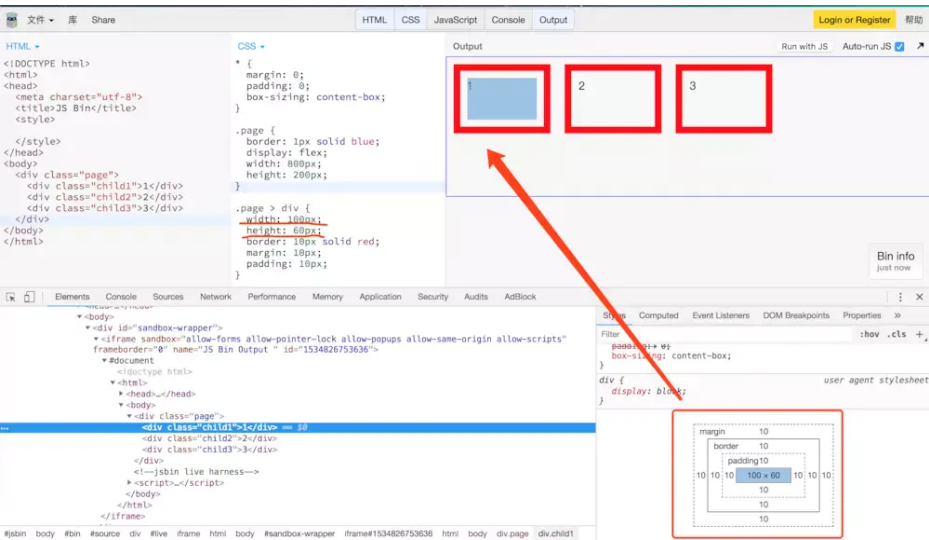 文件 库 Share HTML CSS JavaScript Console Output Login or Register 帮助
HTML
<!DOCTYPE html>
<html>
<head>
<meta charset="utf-8">
<title>JS Bin</title>
<style>
</style>
</head>
<body>
<div class="page">
<div class="child1">1</div>
<div class="child2">2</div>
<div class="child3">3</div>
</div>
</body>
</html>
CSS
* {
margin: 0;
padding: 0;
box-sizing: content-box;
}
.page {
border: 1px solid blue;
display: flex;
width: 800px;
height: 200px;
}
.page > div {
width: 100px;
height: 60px;
border: 10px solid red;
margin: 10px;
padding: 10px;
}
Output Run with JS Auto-run JS
1 2 3
Bin info
just now
Elements Console Sources Network Performance Memory Application Security Audits AdBlock
<body>
<div id="sandbox-wrapper">
<iframe sandbox="allow-forms allow-pointer-lock allow-popups allow-same-origin allow-scripts"
frameborder="0" name="JS Bin Output " id="1534826753636">
#document
<!doctype html>
<html>
<head>…</head>
<body>
<div class="page">
… <div class="child1">1</div> == $0
<div class="child2">2</div>
<div class="child3">3</div>
</div>
<!--jsbin live harness-->
<script>…</script>
</body>
</html>
</iframe>
#jsbin body #bin #source div #live iframe html body #sandbox-wrapper iframe#1534826753636 html body div.page div.child1
Styles Computed Event Listeners DOM Breakpoints Properties »
Filter :hov .cls +
padding: 0;
box-sizing: content-box;
}
div { user agent stylesheet
display: block;
}
margin 10
border 10
padding 10
10 10 10 100 × 60 10 10 10
10
10
10